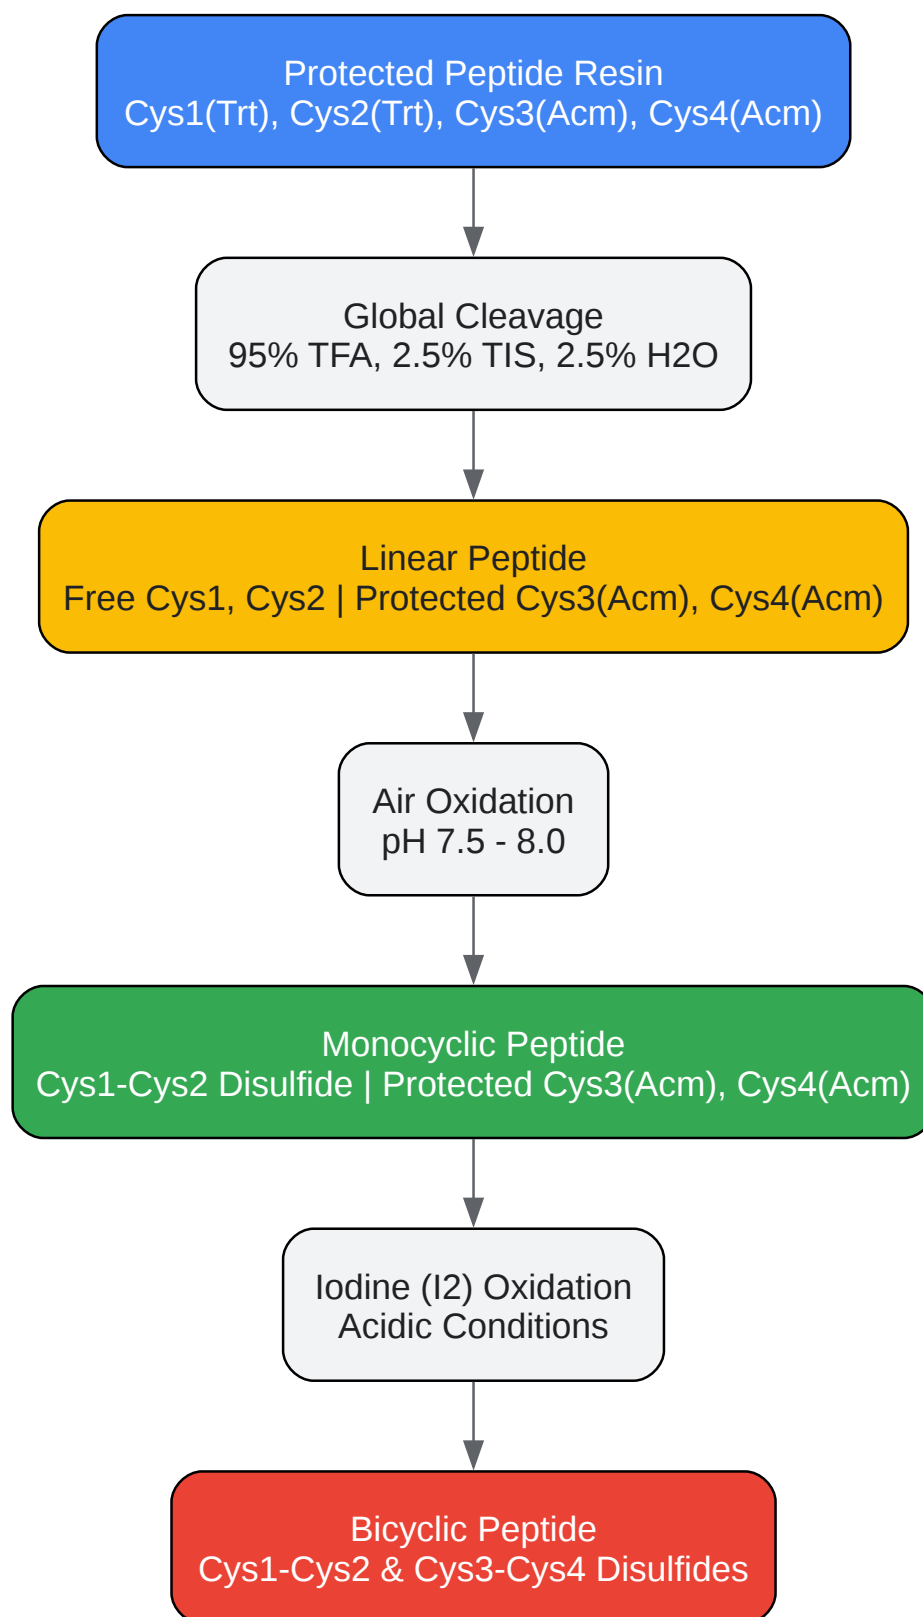 Protected Peptide Resin
Cys1(Trt), Cys2(Trt), Cys3(Acm), Cys4(Acm)
Global Cleavage
95% TFA, 2.5% TIS, 2.5% H2O
Linear Peptide
Free Cys1, Cys2 | Protected Cys3(Acm), Cys4(Acm)
Air Oxidation
pH 7.5 - 8.0
Monocyclic Peptide
Cys1-Cys2 Disulfide | Protected Cys3(Acm), Cys4(Acm)
Iodine (I2) Oxidation
Acidic Conditions
Bicyclic Peptide
Cys1-Cys2 & Cys3-Cys4 Disulfides